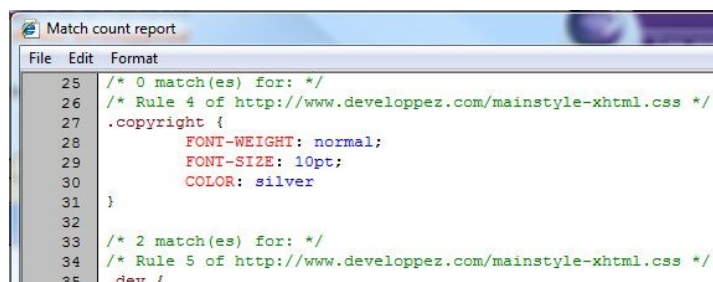 Match count report
File Edit Format
25 /* 0 match(es) for: */
26 /* Rule 4 of http://www.developpez.com/mainstyle-xhtml.css */
27 .copyright {
28 FONT-WEIGHT: normal;
29 FONT-SIZE: 10pt;
30 COLOR: silver
31 }
32
33 /* 2 match(es) for: */
34 /* Rule 5 of http://www.developpez.com/mainstyle-xhtml.css */
35 .dev {